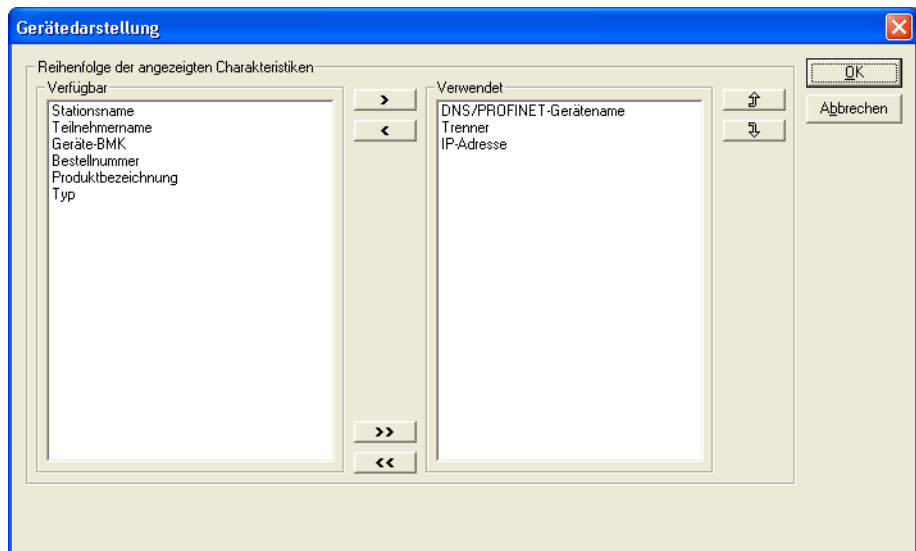 Gerätedarstellung
Reihenfolge der angezeigten Charakteristiken
Verfügbar
Stationsname
Teilnehmername
Geräte-BMK
Bestellnummer
Produktbezeichnung
Typ
>
<
>>
<<
Verwendet
DNS/PROFINET-Gerätename
Trenner
IP-Adresse
OK
Abbrechen